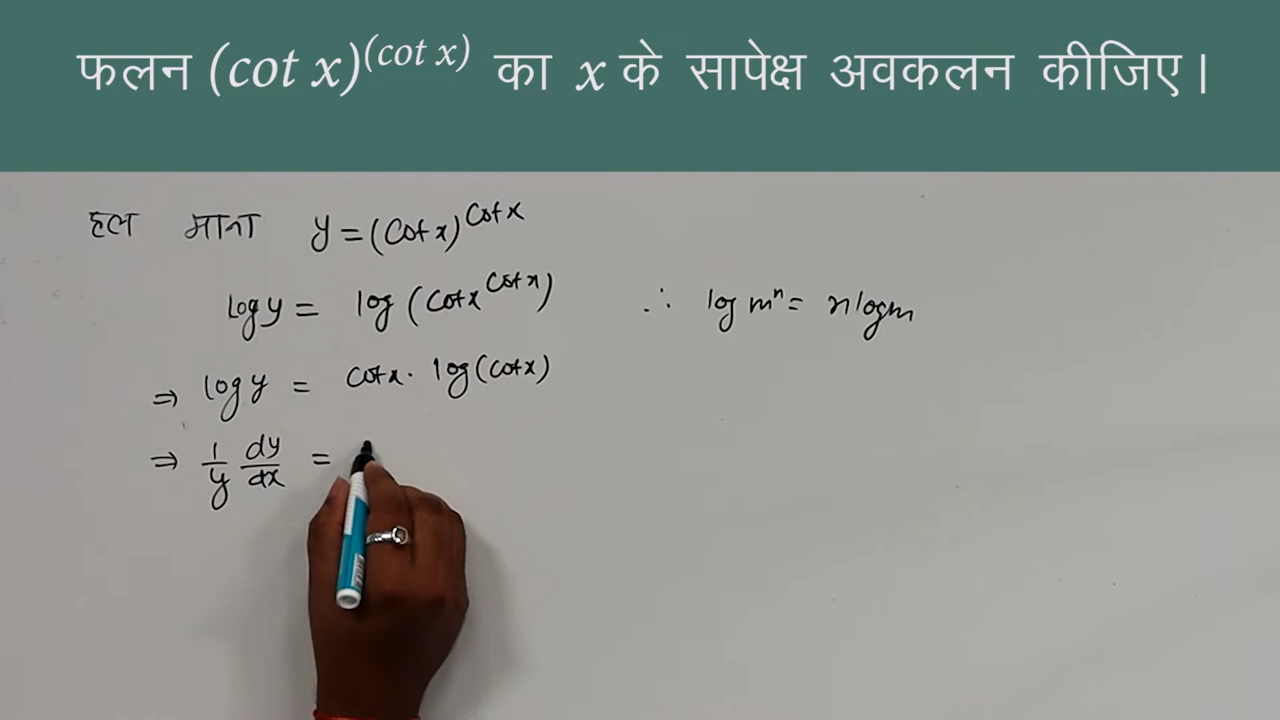 फलन (cot x)^(cot x) का x के सापेक्ष अवकलन कीजिए।
हल माना y = (Cot x)^Cot x
log y = log (Cot x^Cot x) ∴ log m^n = n log m
⇒ log y = cot x · log (cot x)
⇒ 1/y dy/dx =